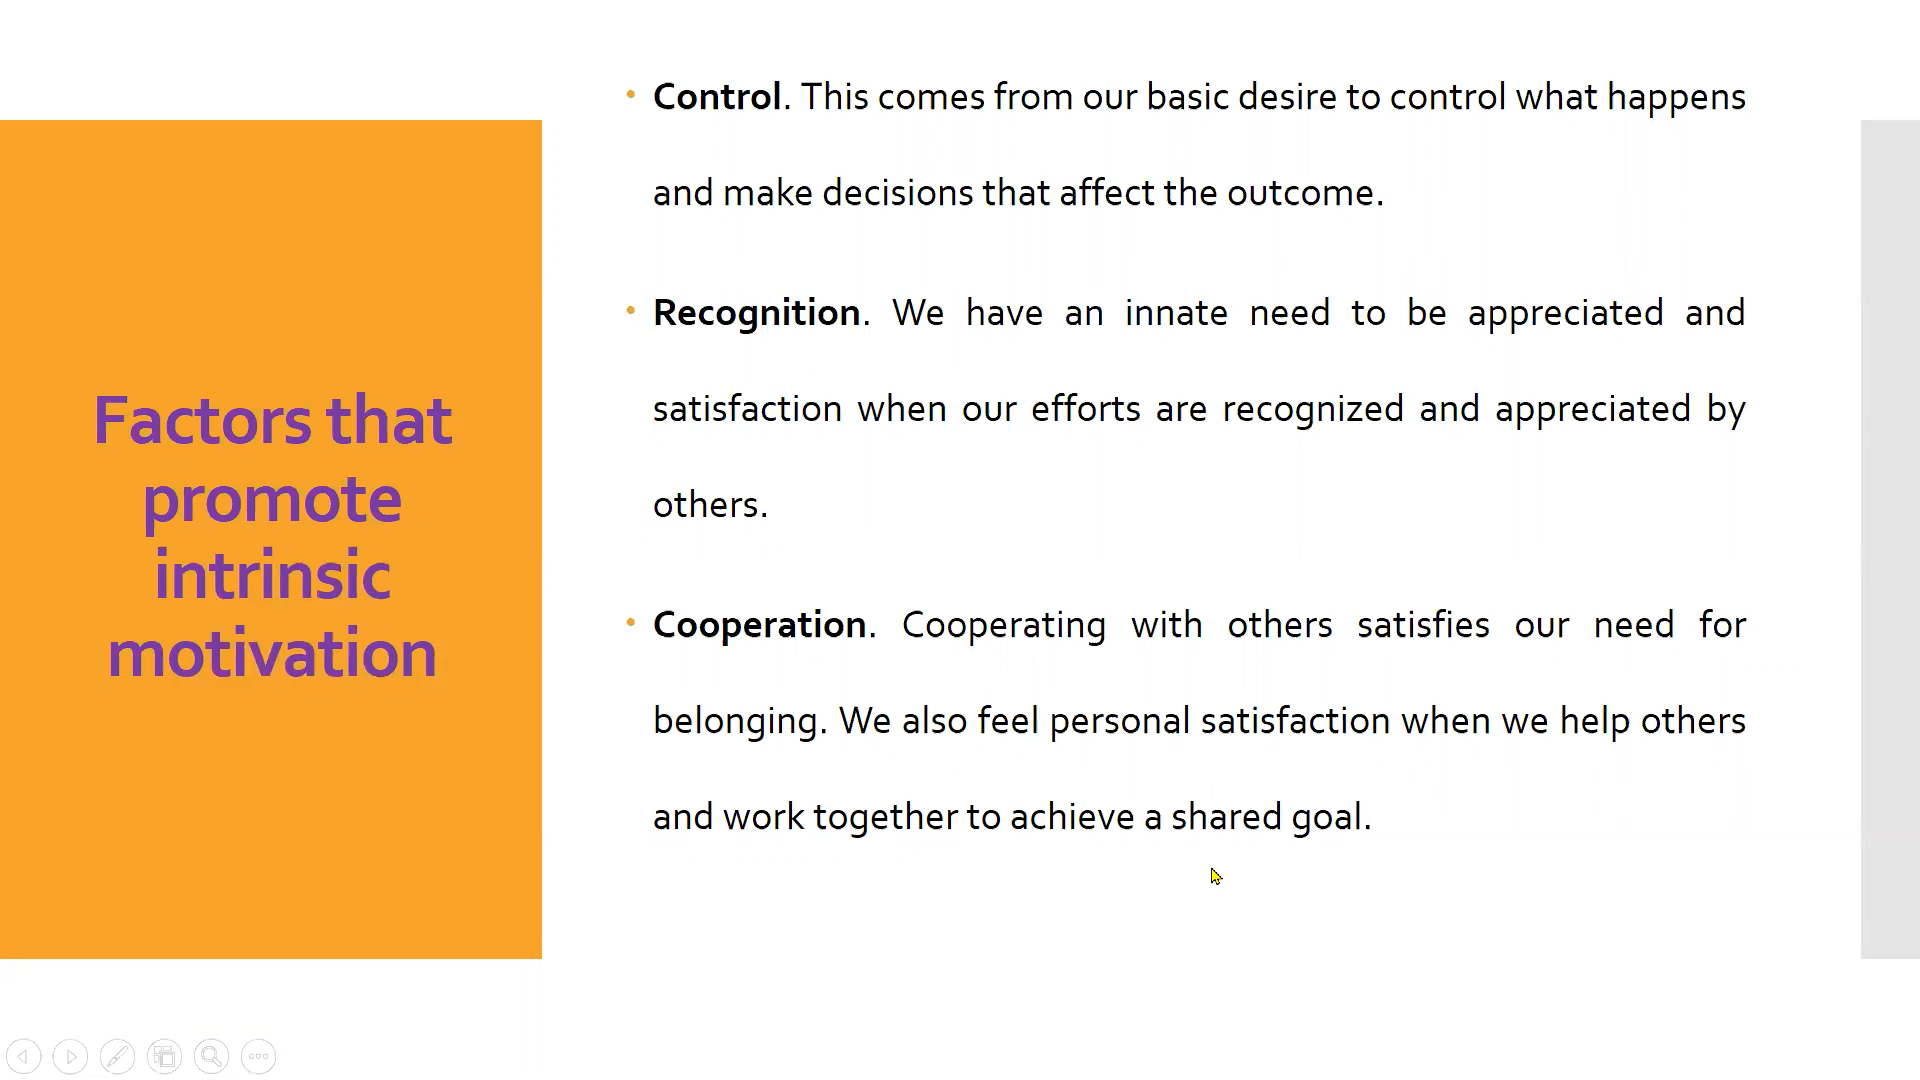 Factors that
promote
intrinsic
motivation
• Control. This comes from our basic desire to control what happens
and make decisions that affect the outcome.
• Recognition. We have an innate need to be appreciated and
satisfaction when our efforts are recognized and appreciated by
others.
• Cooperation. Cooperating with others satisfies our need for
belonging. We also feel personal satisfaction when we help others
and work together to achieve a shared goal.